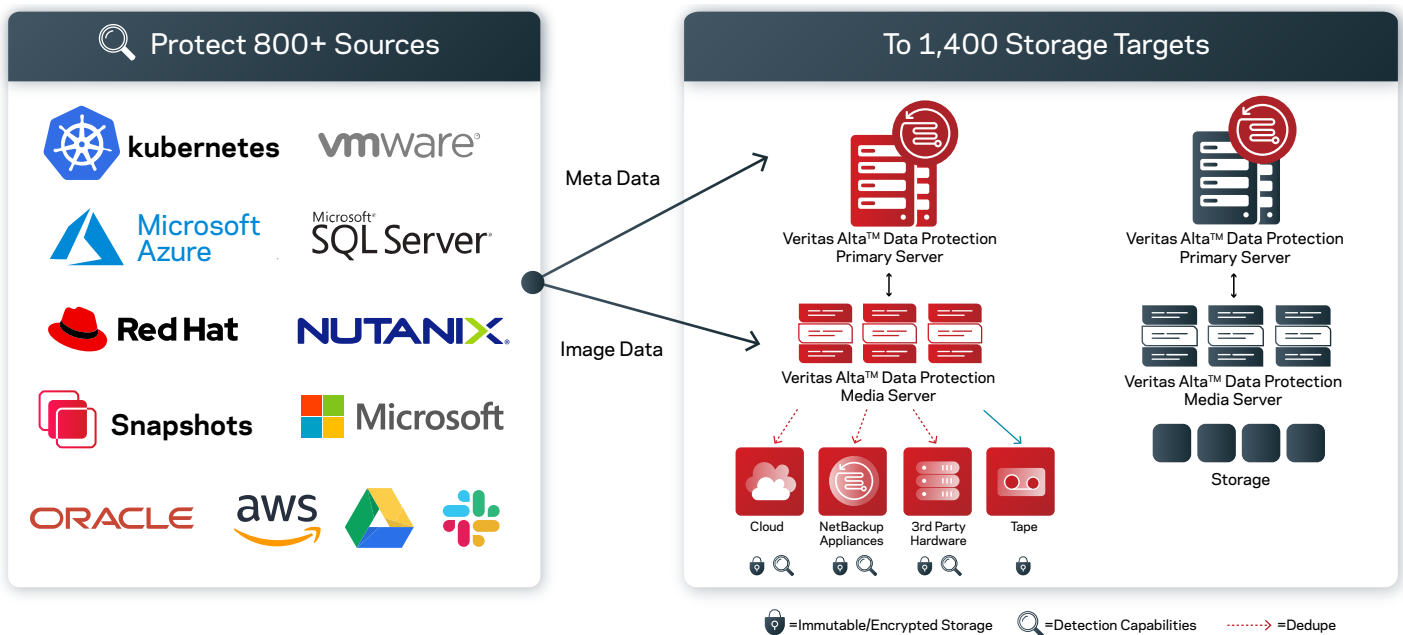 Protect 800+ Sources
kubernetes
vmware®
Microsoft
Azure
Microsoft®
SQL Server®
Red Hat
NUTANIX®
Snapshots
Microsoft
ORACLE
aws
Meta Data
Image Data
To 1,400 Storage Targets
Veritas Alta™ Data Protection
Primary Server
Veritas Alta™ Data Protection
Media Server
Cloud
NetBackup
Appliances
3rd Party
Hardware
Tape
Veritas Alta™ Data Protection
Primary Server
Veritas Alta™ Data Protection
Media Server
Storage
=Immutable/Encrypted Storage
=Detection Capabilities
=Dedupe